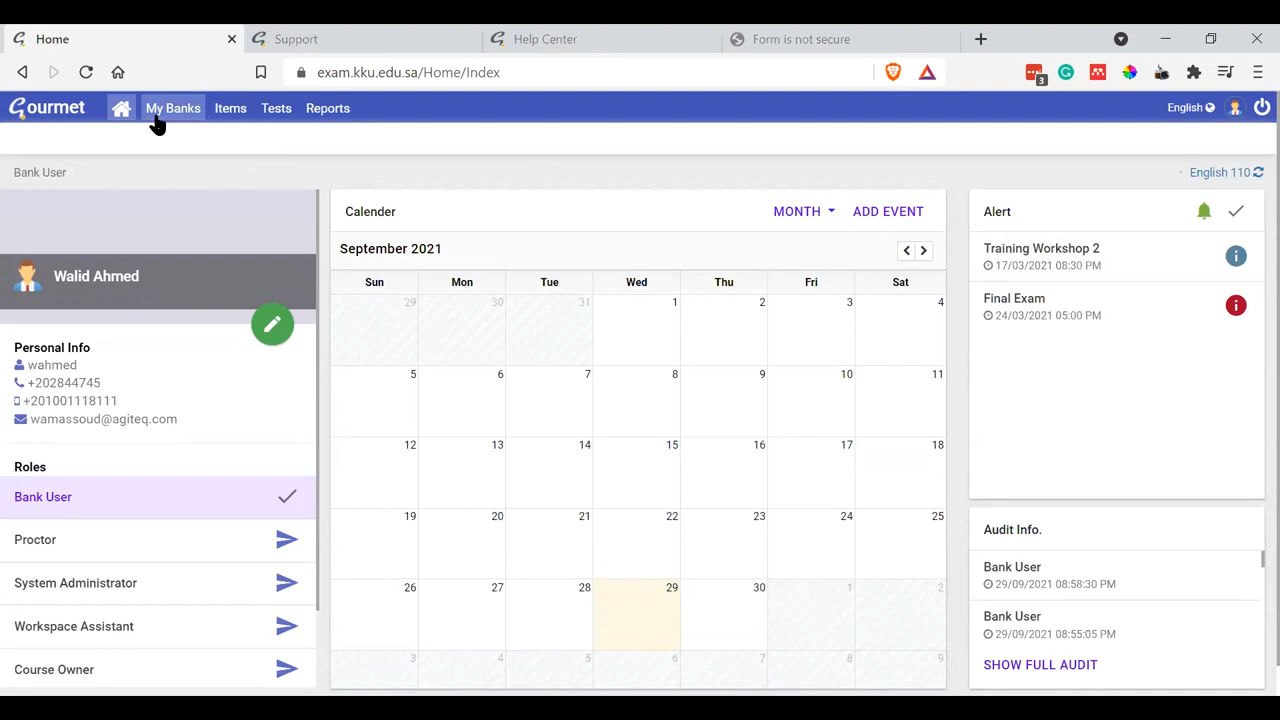 Home
Support
Help Center
Form is not secure
exam.kku.edu.sa/Home/Index
3
Gourmet
My Banks
Items
Tests
Reports
English
Bank User
English 110
Walid Ahmed
Personal Info
wahmed
+202844745
+201001118111
wamassoud@agiteq.com
Roles
Bank User
Proctor
System Administrator
Workspace Assistant
Course Owner
Calender
MONTH
ADD EVENT
September 2021
Sun Mon Tue Wed Thu Fri Sat
29 30 31 1 2 3 4
5 6 7 8 9 10 11
12 13 14 15 16 17 18
19 20 21 22 23 24 25
26 27 28 29 30 1 2
3 4 5 6 7 8 9
Alert
Training Workshop 2
17/03/2021 08:30 PM
Final Exam
24/03/2021 05:00 PM
Audit Info.
Bank User
29/09/2021 08:58:30 PM
Bank User
29/09/2021 08:55:05 PM
SHOW FULL AUDIT